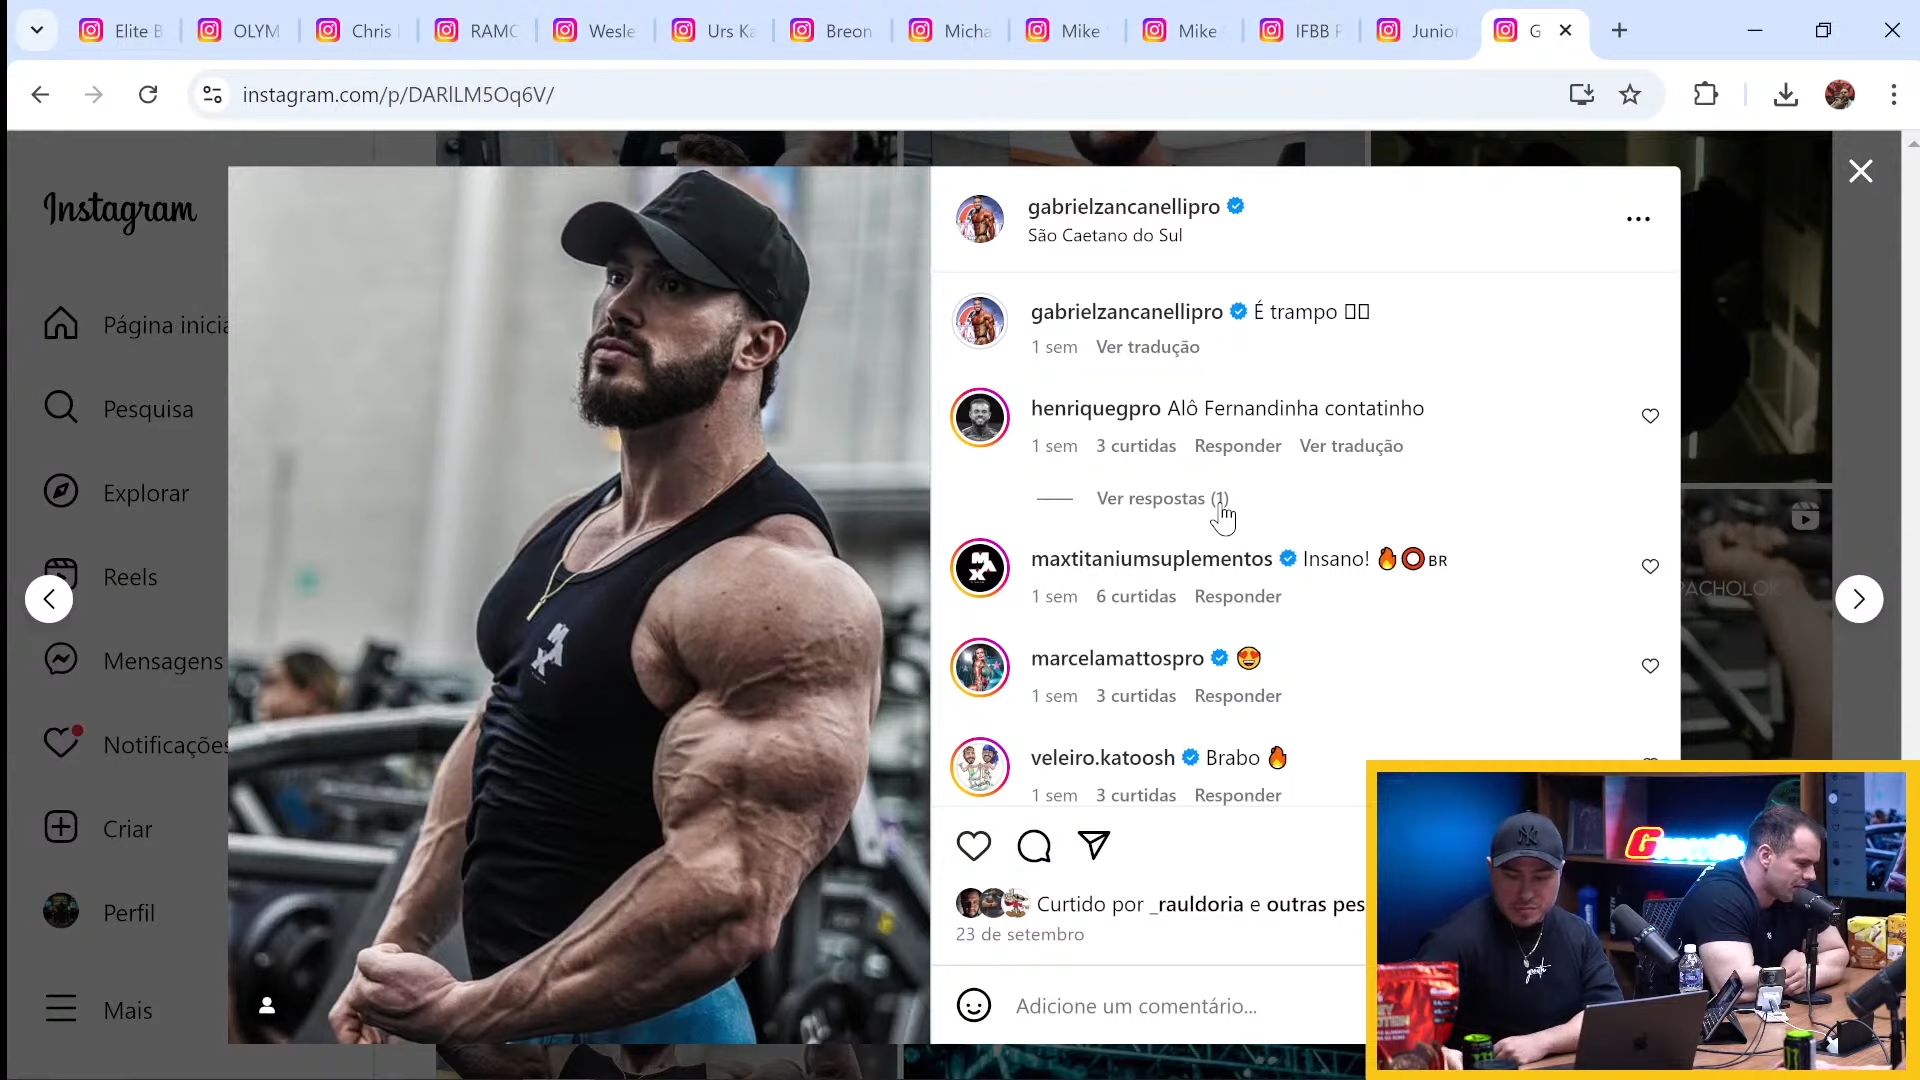 Elite B
OLYM
Chris
RAMO
Wesle
Urs Ka
Breon
Micha
Mike
Mike
IFBB P
Junio
G
instagram.com/p/DARlLM5Oq6V/
Instagram
Página inicia
Pesquisa
Explorar
Reels
Mensagens
Notificações
Criar
Perfil
Mais
MAX
gabrielzancanellipro
São Caetano do Sul
gabrielzancanellipro É trampo
1 sem Ver tradução
henriquegpro Alô Fernandinha contatinho
1 sem 3 curtidas Responder Ver tradução
Ver respostas (1)
maxtitaniumsuplementos Insano! 🔥⭕BR
1 sem 6 curtidas Responder
marcelamattospro 😍
1 sem 3 curtidas Responder
veleiro.katoosh Brabo 🔥
1 sem 3 curtidas Responder
Curtido por _rauldoria e outras pes
23 de setembro
Adicione um comentário...
PACHOLOK